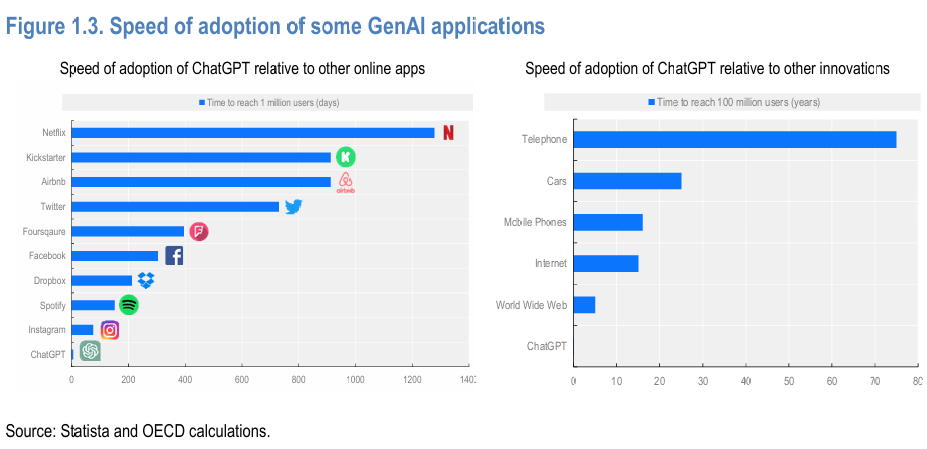 Figure 1.3. Speed of adoption of some GenAI applications
Speed of adoption of ChatGPT relative to other online apps
Time to reach 1 million users (days)
Netflix
N
Kickstarter
K
Airbnb
airbnb
Twitter
Foursqaure
Facebook
f
Dropbox
Spotify
Instagram
ChatGPT
0 200 400 600 800 1000 1200 1400
Speed of adoption of ChatGPT relative to other innovations
Time to reach 100 million users (years)
Telephone
Cars
Mobile Phones
Internet
World Wide Web
ChatGPT
0 10 20 30 40 50 60 70 80
Source: Statista and OECD calculations.